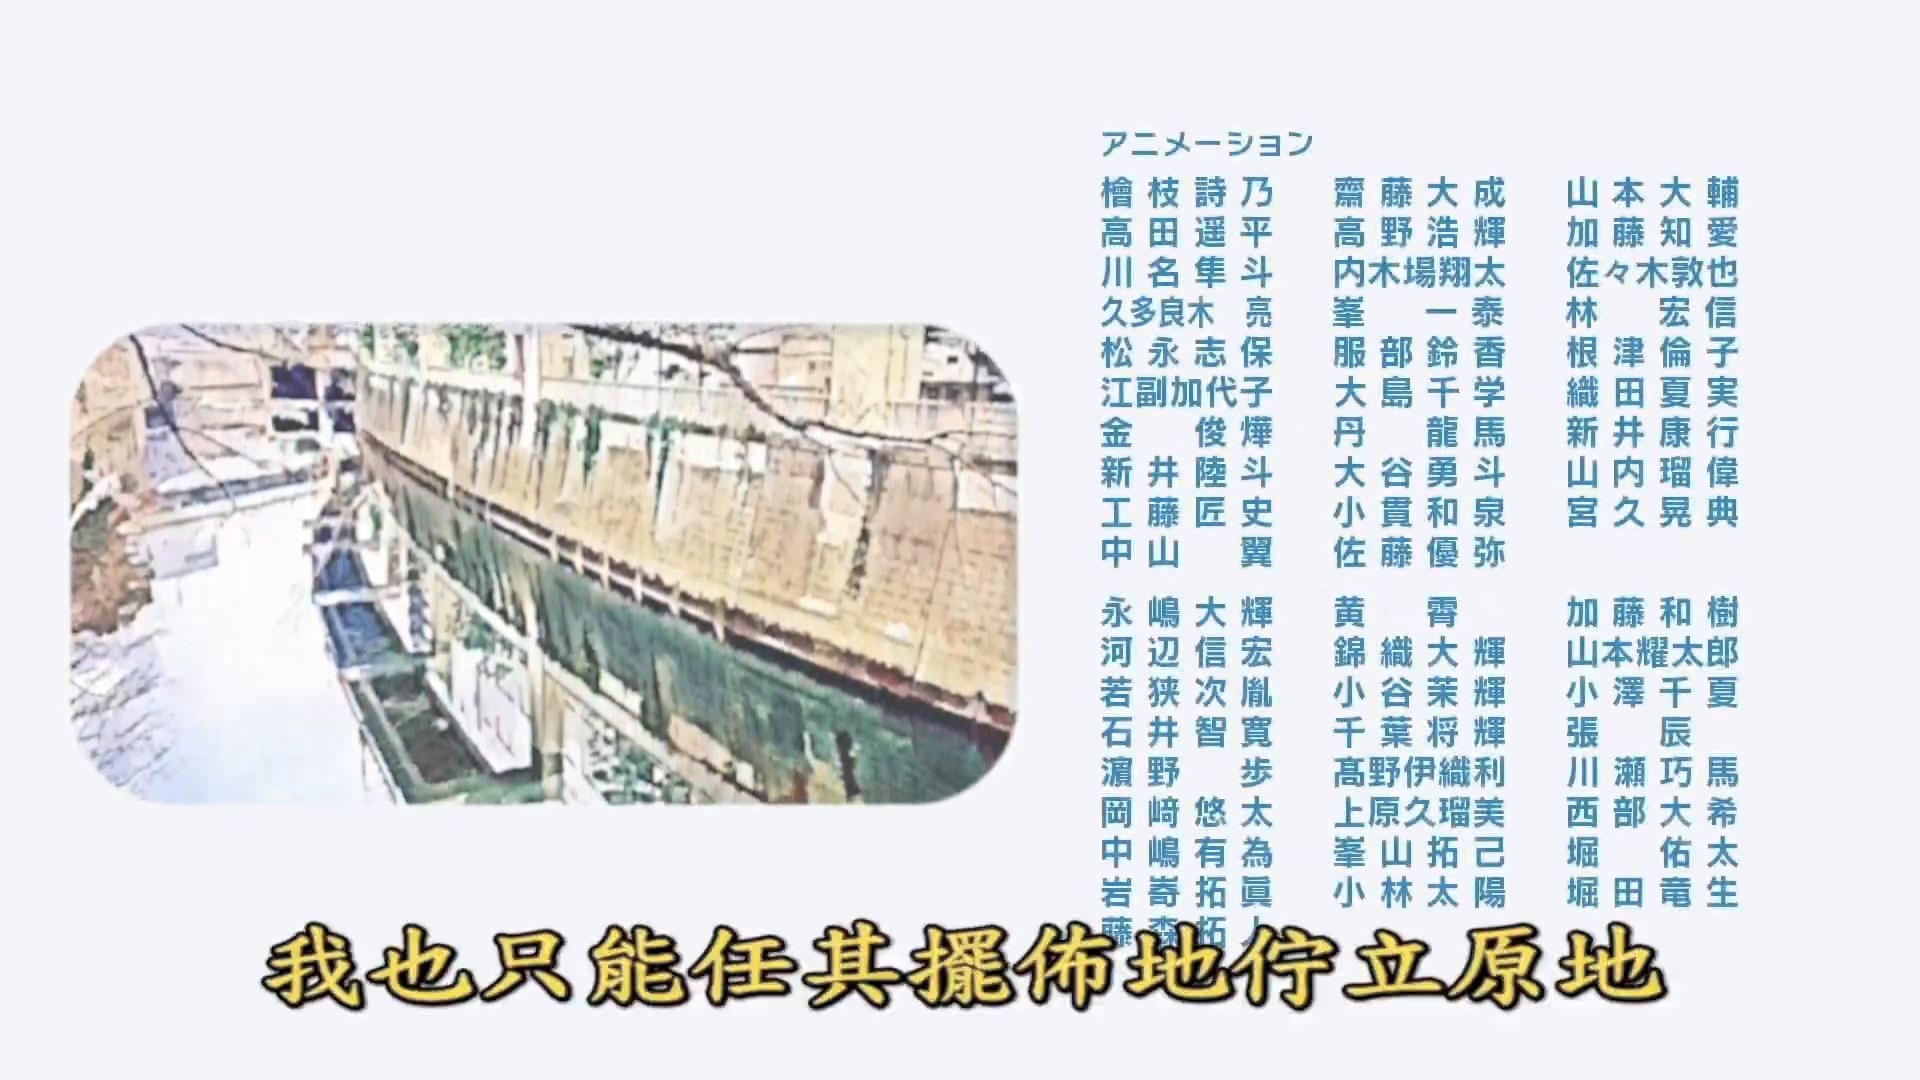 アニメーション
檜枝詩乃 齋藤大成 山本大輔
高田遥平 高野浩輝 加藤知愛
川名隼斗 内木場翔太 佐々木敦也
久多良木 亮 峯 一泰 林 宏信
松永志保 服部鈴香 根津倫子
江副加代子 大島千学 織田夏実
金 俊燁 丹 龍馬 新井康行
新井陸斗 大谷勇斗 山内瑠偉
工藤匠史 小貫和泉 宮久晃典
中山 翼 佐藤優弥
永嶋大輝 黄霄 加藤和樹
河辺信宏 錦織大輝 山本耀太郎
若狭次胤 小谷茉輝 小澤千夏
石井智寛 千葉将輝 張辰
濵野 歩 髙野伊織利 川瀬巧馬
岡﨑悠太 上原久瑠美 西部大希
中嶋有為 峯山拓己 堀 佑太
岩嵜拓眞 小林太陽 堀田竜生
藤森拓人
我也只能任其擺佈地佇立原地